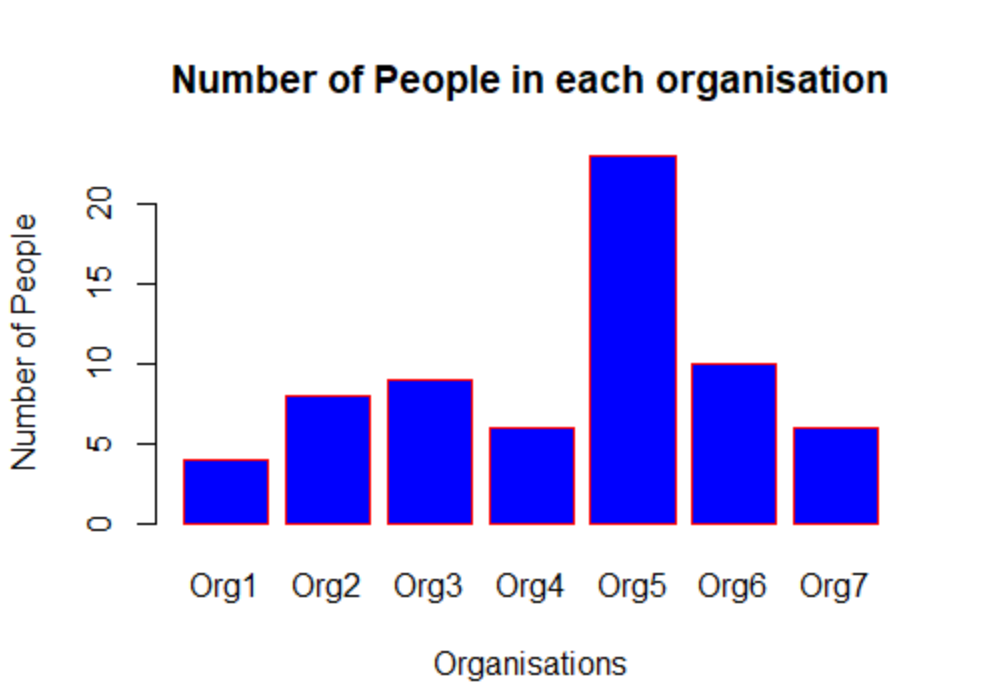 Number of People in each organisation
Number of People
20
15
10
5
0
Org1 Org2 Org3 Org4 Org5 Org6 Org7
Organisations